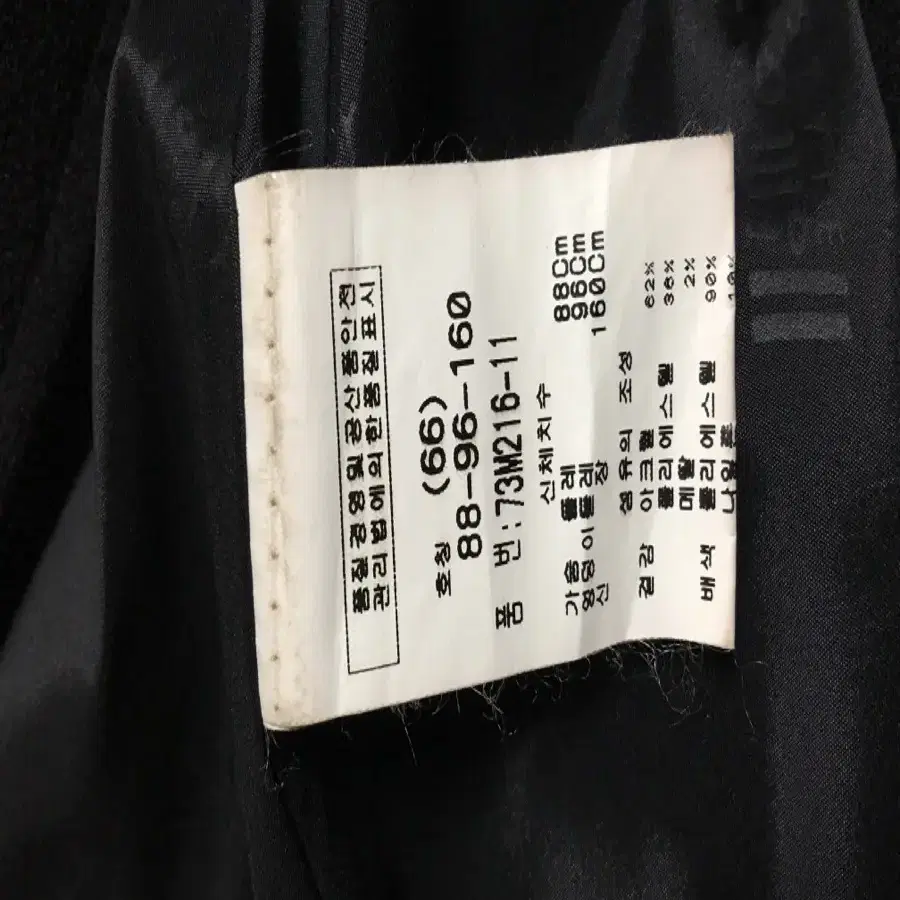 품질경영및공산품안전
관리법에의한품질표시
(66)
호칭 88-96-160
품 번 : 73M216-11
신체치수
가슴 둘레 88Cm
엉덩이둘레 96Cm
신 장 160Cm
섬유의 조성
겉감 아크릴 62%
폴리에스텔 36%
메탈 2%
배색 폴리에스텔 90%
나일론 10%